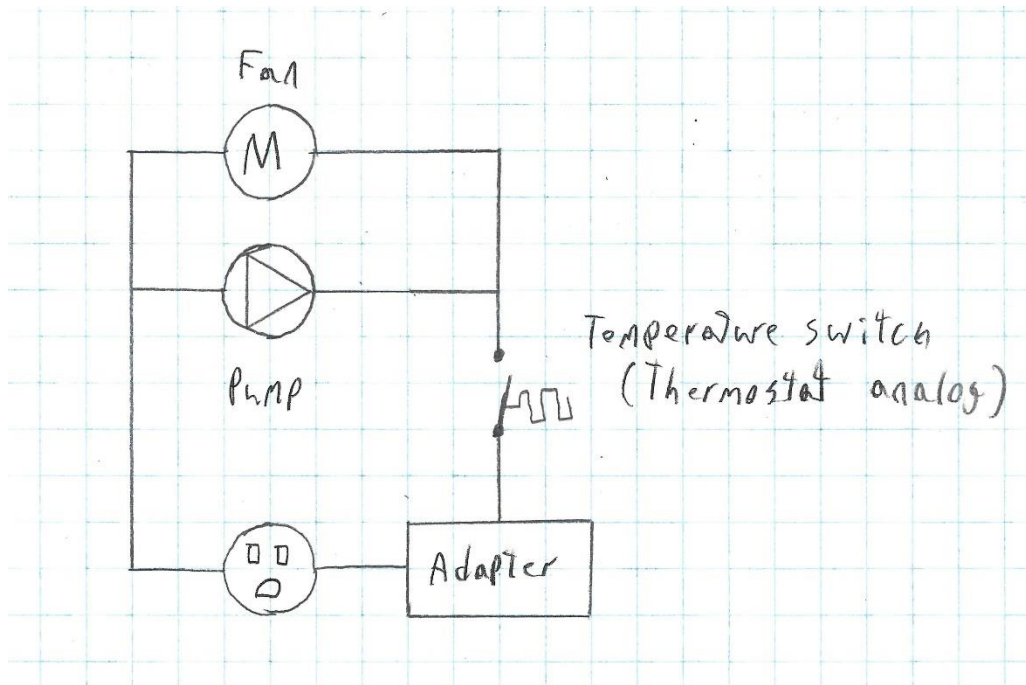 Fan
M
Pump
Temperature switch
(Thermostat analog)
Adapter